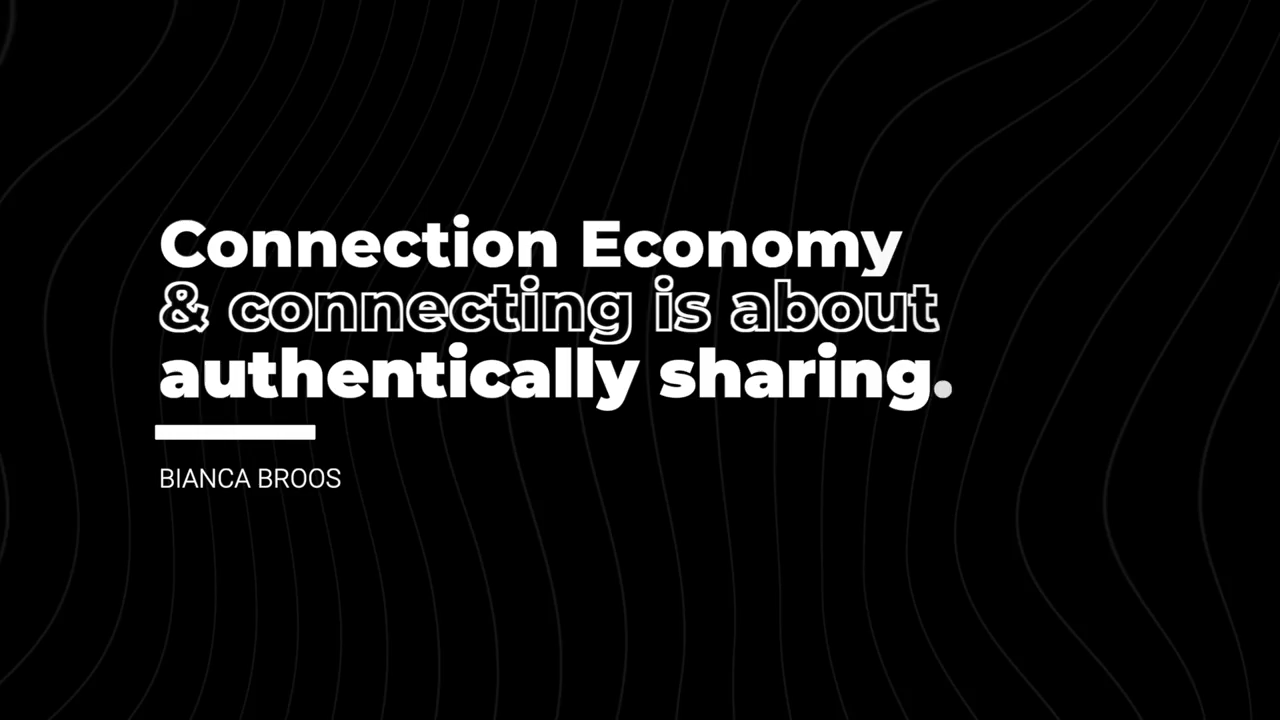 Connection Economy
& connecting is about
authentically sharing.
BIANCA BROOS